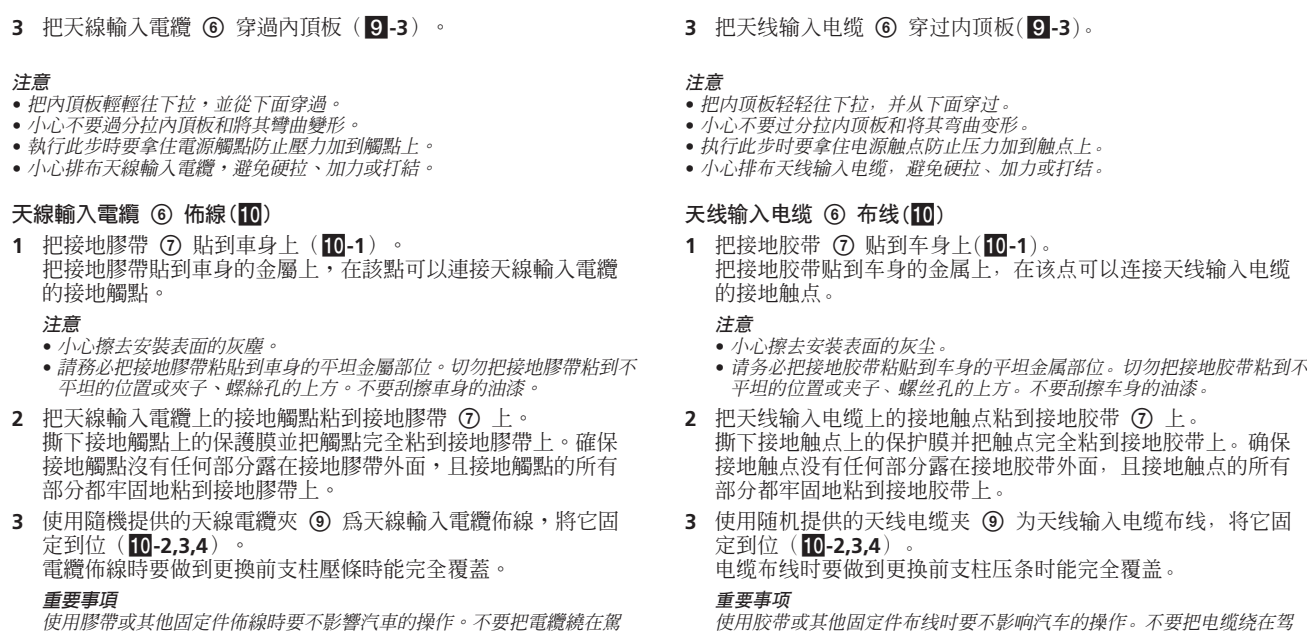 3 把天線輸入電纜 ⑥ 穿過內頂板（9-3）。
注意
• 把內頂板輕輕往下拉，並從下面穿過。
• 小心不要過分拉內頂板和將其彎曲變形。
• 執行此步時要拿住電源觸點防止壓力加到觸點上。
• 小心排布天線輸入電纜，避免硬拉、加力或打結。
天線輸入電纜 ⑥ 佈線(10)
1 把接地膠帶 ⑦ 貼到車身上（10-1）。
把接地膠帶貼到車身的金屬上，在該點可以連接天線輸入電纜
的接地觸點。
注意
• 小心擦去安裝表面的灰塵。
• 請務必把接地膠帶粘貼到車身的平坦金屬部位。切勿把接地膠帶粘到不
平坦的位置或夾子、螺絲孔的上方。不要刮擦車身的油漆。
2 把天線輸入電纜上的接地觸點粘到接地膠帶 ⑦ 上。
撕下接地觸點上的保護膜並把觸點完全粘到接地膠帶上。確保
接地觸點沒有任何部分露在接地膠帶外面，且接地觸點的所有
部分都牢固地粘到接地膠帶上。
3 使用隨機提供的天線電纜夾 ⑨ 爲天線輸入電纜佈線，將它固
定到位（10-2,3,4）。
電纜佈線時要做到更換前支柱壓條時能完全覆蓋。
重要事項
使用膠帶或其他固定件佈線時要不影響汽車的操作。不要把電纜繞在駕
3 把天线输入电缆 ⑥ 穿过内顶板(9-3)。
注意
• 把内顶板轻轻往下拉，并从下面穿过。
• 小心不要过分拉内顶板和将其弯曲变形。
• 执行此步时要拿住电源触点防止压力加到触点上。
• 小心排布天线输入电缆，避免硬拉、加力或打结。
天线输入电缆 ⑥ 布线(10)
1 把接地胶带 ⑦ 贴到车身上(10-1)。
把接地胶带贴到车身的金属上，在该点可以连接天线输入电缆
的接地触点。
注意
• 小心擦去安装表面的灰尘。
• 请务必把接地胶带粘贴到车身的平坦金属部位。切勿把接地胶带粘到不
平坦的位置或夹子、螺丝孔的上方。不要刮擦车身的油漆。
2 把天线输入电缆上的接地触点粘到接地胶带 ⑦ 上。
撕下接地触点上的保护膜并把触点完全粘到接地胶带上。确保
接地触点没有任何部分露在接地胶带外面，且接地触点的所有
部分都牢固地粘到接地胶带上。
3 使用随机提供的天线电缆夹 ⑨ 为天线输入电缆布线，将它固
定到位（10-2,3,4）。
电缆布线时要做到更换前支柱压条时能完全覆盖。
重要事项
使用胶带或其他固定件布线时要不影响汽车的操作。不要把电缆绕在驾